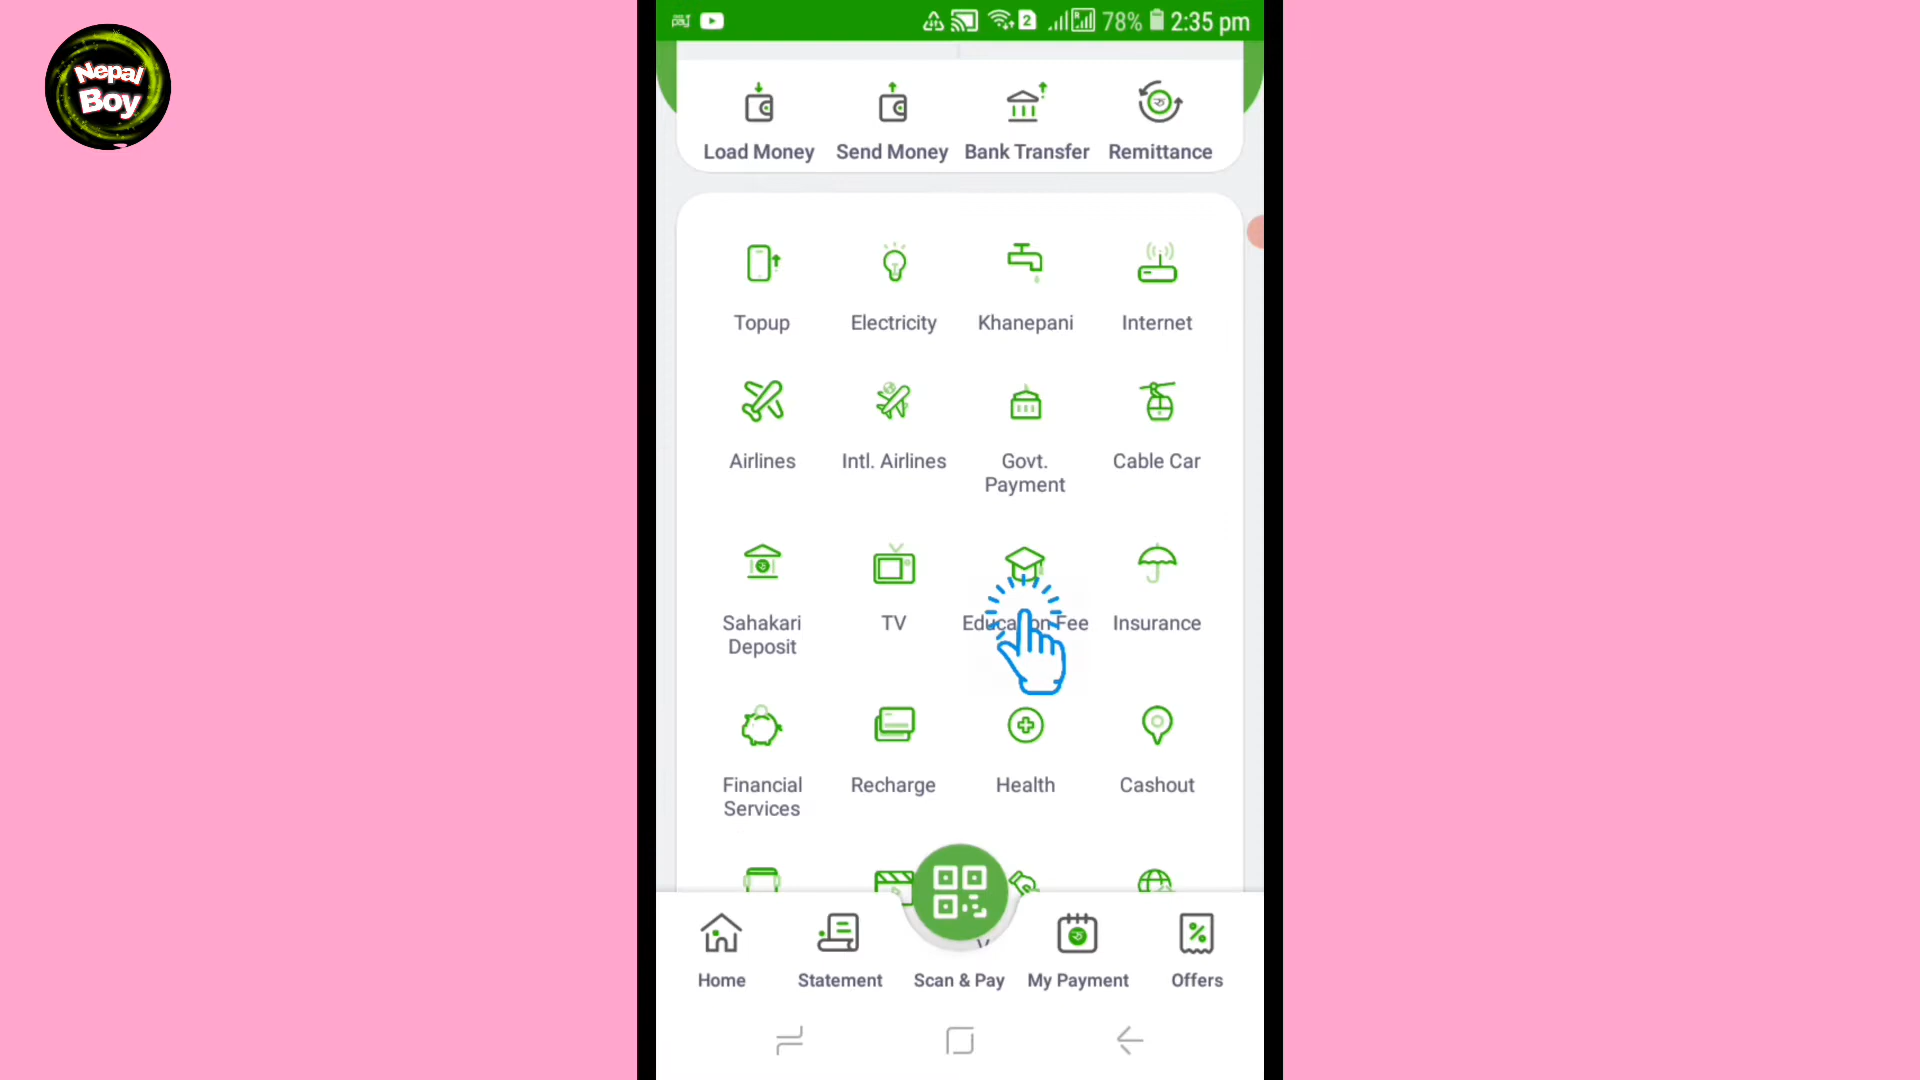 Nepal
Boy
2
78%
2:35 pm
Load Money
Send Money
Bank Transfer
Remittance
Topup
Electricity
Khanepani
Internet
Airlines
Intl. Airlines
Govt.
Payment
Cable Car
Sahakari
Deposit
TV
Education Fee
Insurance
Financial
Services
Recharge
Health
Cashout
Home
Statement
Scan & Pay
My Payment
Offers